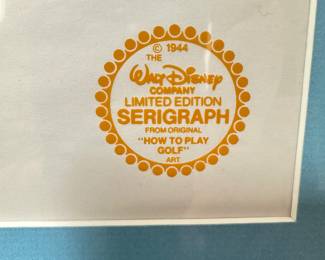 © 1944
THE
Walt Disney
COMPANY
LIMITED EDITION
SERIGRAPH
FROM ORIGINAL
"HOW TO PLAY
GOLF"
ART